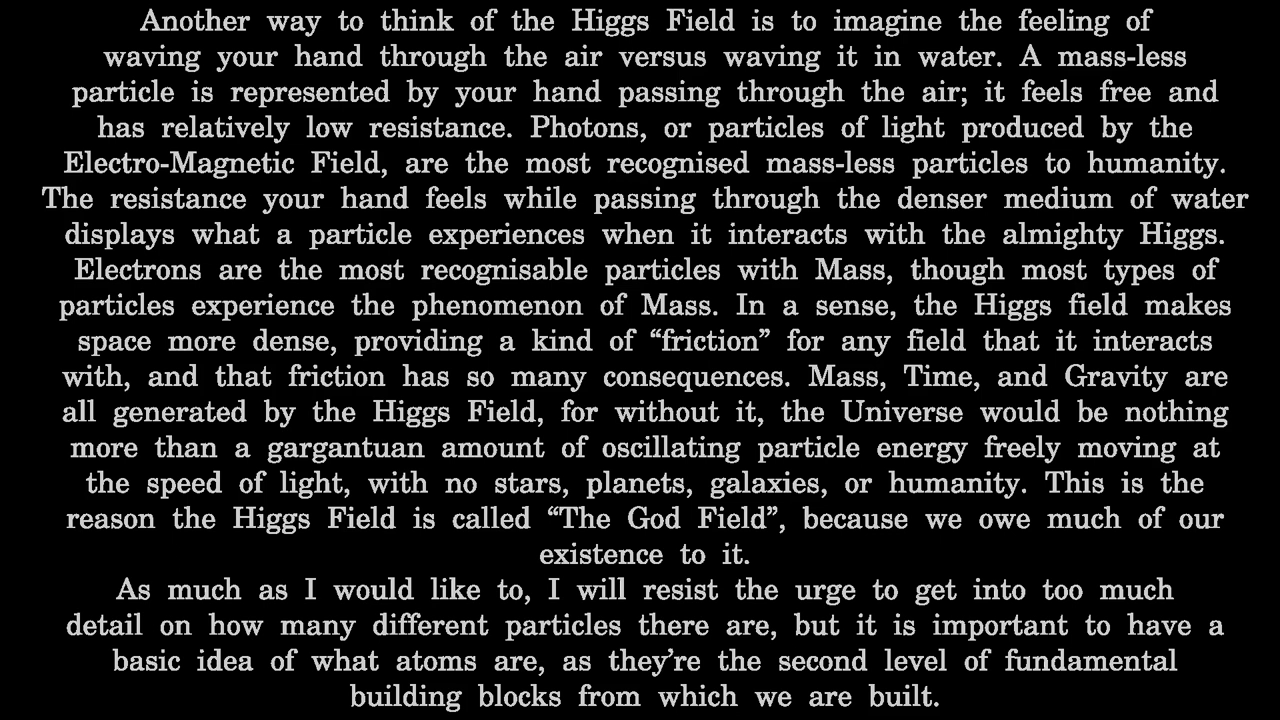 Another way to think of the Higgs Field is to imagine the feeling of
waving your hand through the air versus waving it in water. A mass-less
particle is represented by your hand passing through the air; it feels free and
has relatively low resistance. Photons, or particles of light produced by the
Electro-Magnetic Field, are the most recognised mass-less particles to humanity.
The resistance your hand feels while passing through the denser medium of water
displays what a particle experiences when it interacts with the almighty Higgs.
Electrons are the most recognisable particles with Mass, though most types of
particles experience the phenomenon of Mass. In a sense, the Higgs field makes
space more dense, providing a kind of “friction” for any field that it interacts
with, and that friction has so many consequences. Mass, Time, and Gravity are
all generated by the Higgs Field, for without it, the Universe would be nothing
more than a gargantuan amount of oscillating particle energy freely moving at
the speed of light, with no stars, planets, galaxies, or humanity. This is the
reason the Higgs Field is called “The God Field”, because we owe much of our
existence to it.
As much as I would like to, I will resist the urge to get into too much
detail on how many different particles there are, but it is important to have a
basic idea of what atoms are, as they’re the second level of fundamental
building blocks from which we are built.